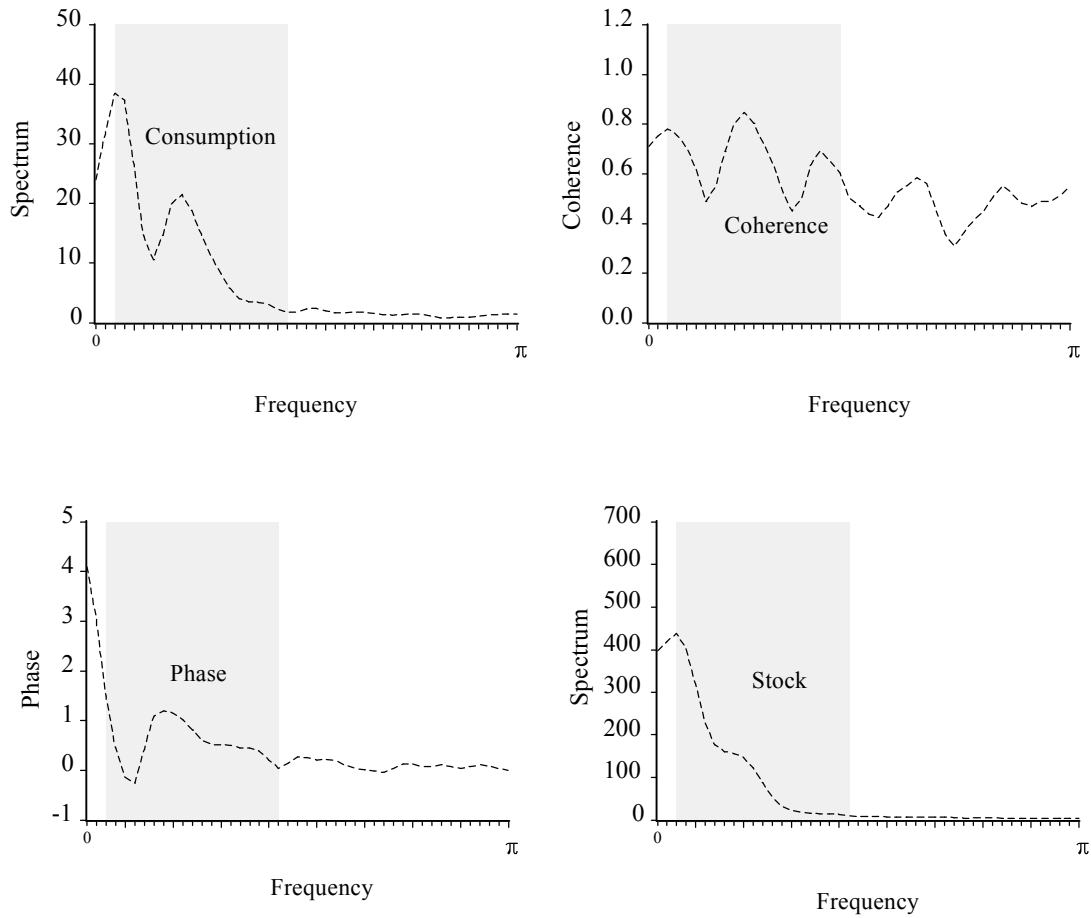 50
40
30
20
10
0
Spectrum
Consumption
0
π
Frequency
1.2
1.0
0.8
0.6
0.4
0.2
0.0
Coherence
Coherence
0
π
Frequency
5
4
3
2
1
0
-1
Phase
Phase
0
π
Frequency
700
600
500
400
300
200
100
0
Spectrum
Stock
0
π
Frequency